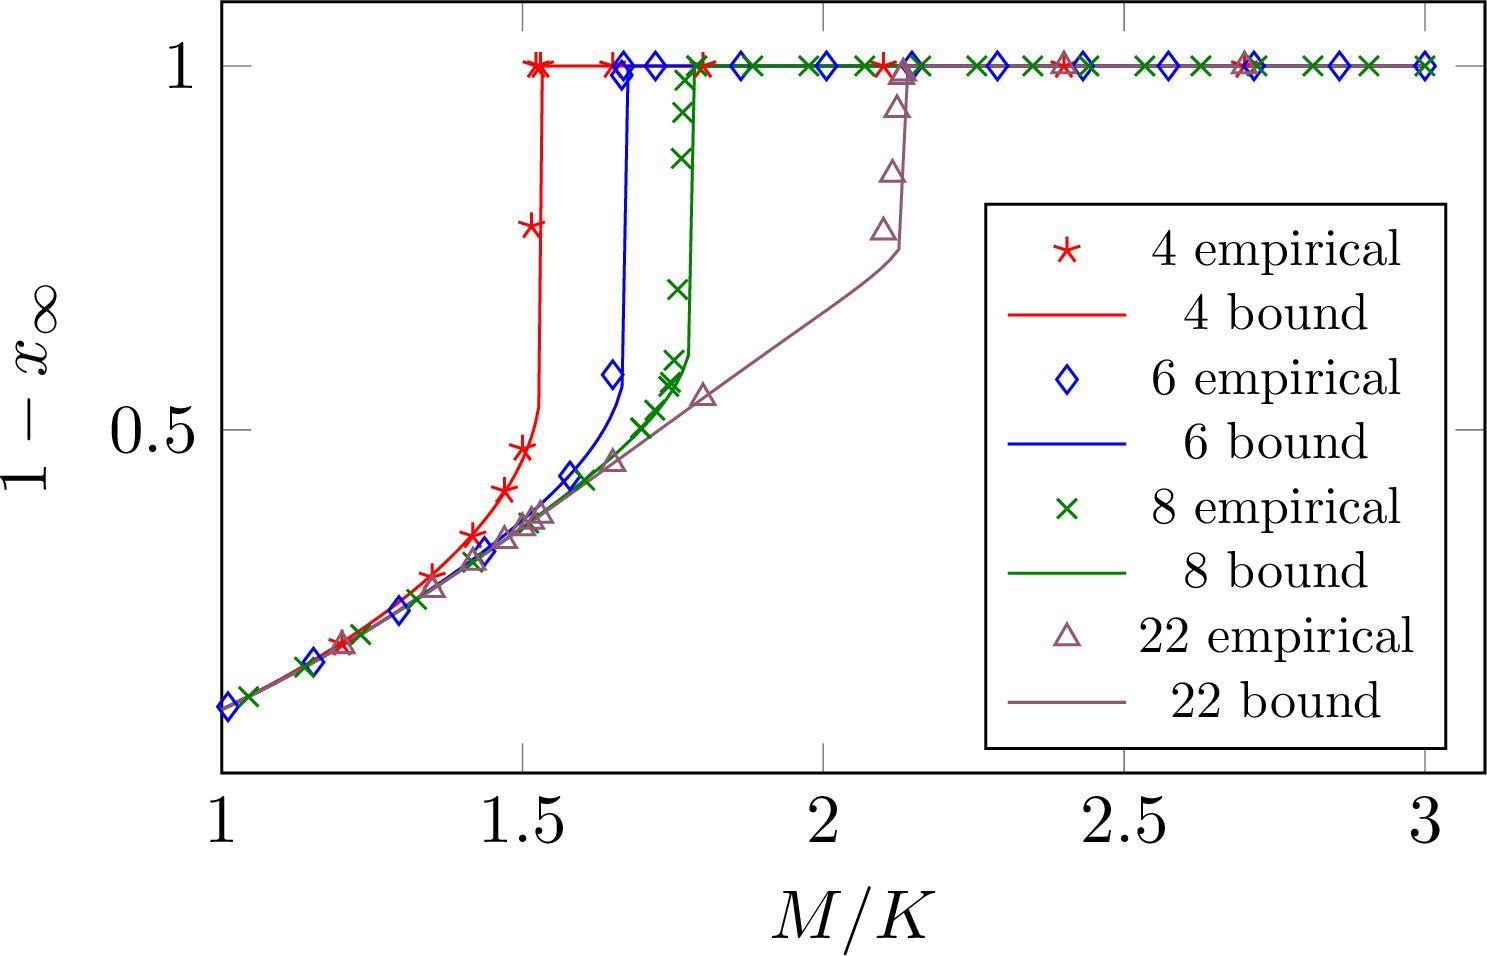 1
0.5
1 − x∞
4 empirical
4 bound
6 empirical
6 bound
8 empirical
8 bound
22 empirical
22 bound
1 1.5 2 2.5 3
M/K